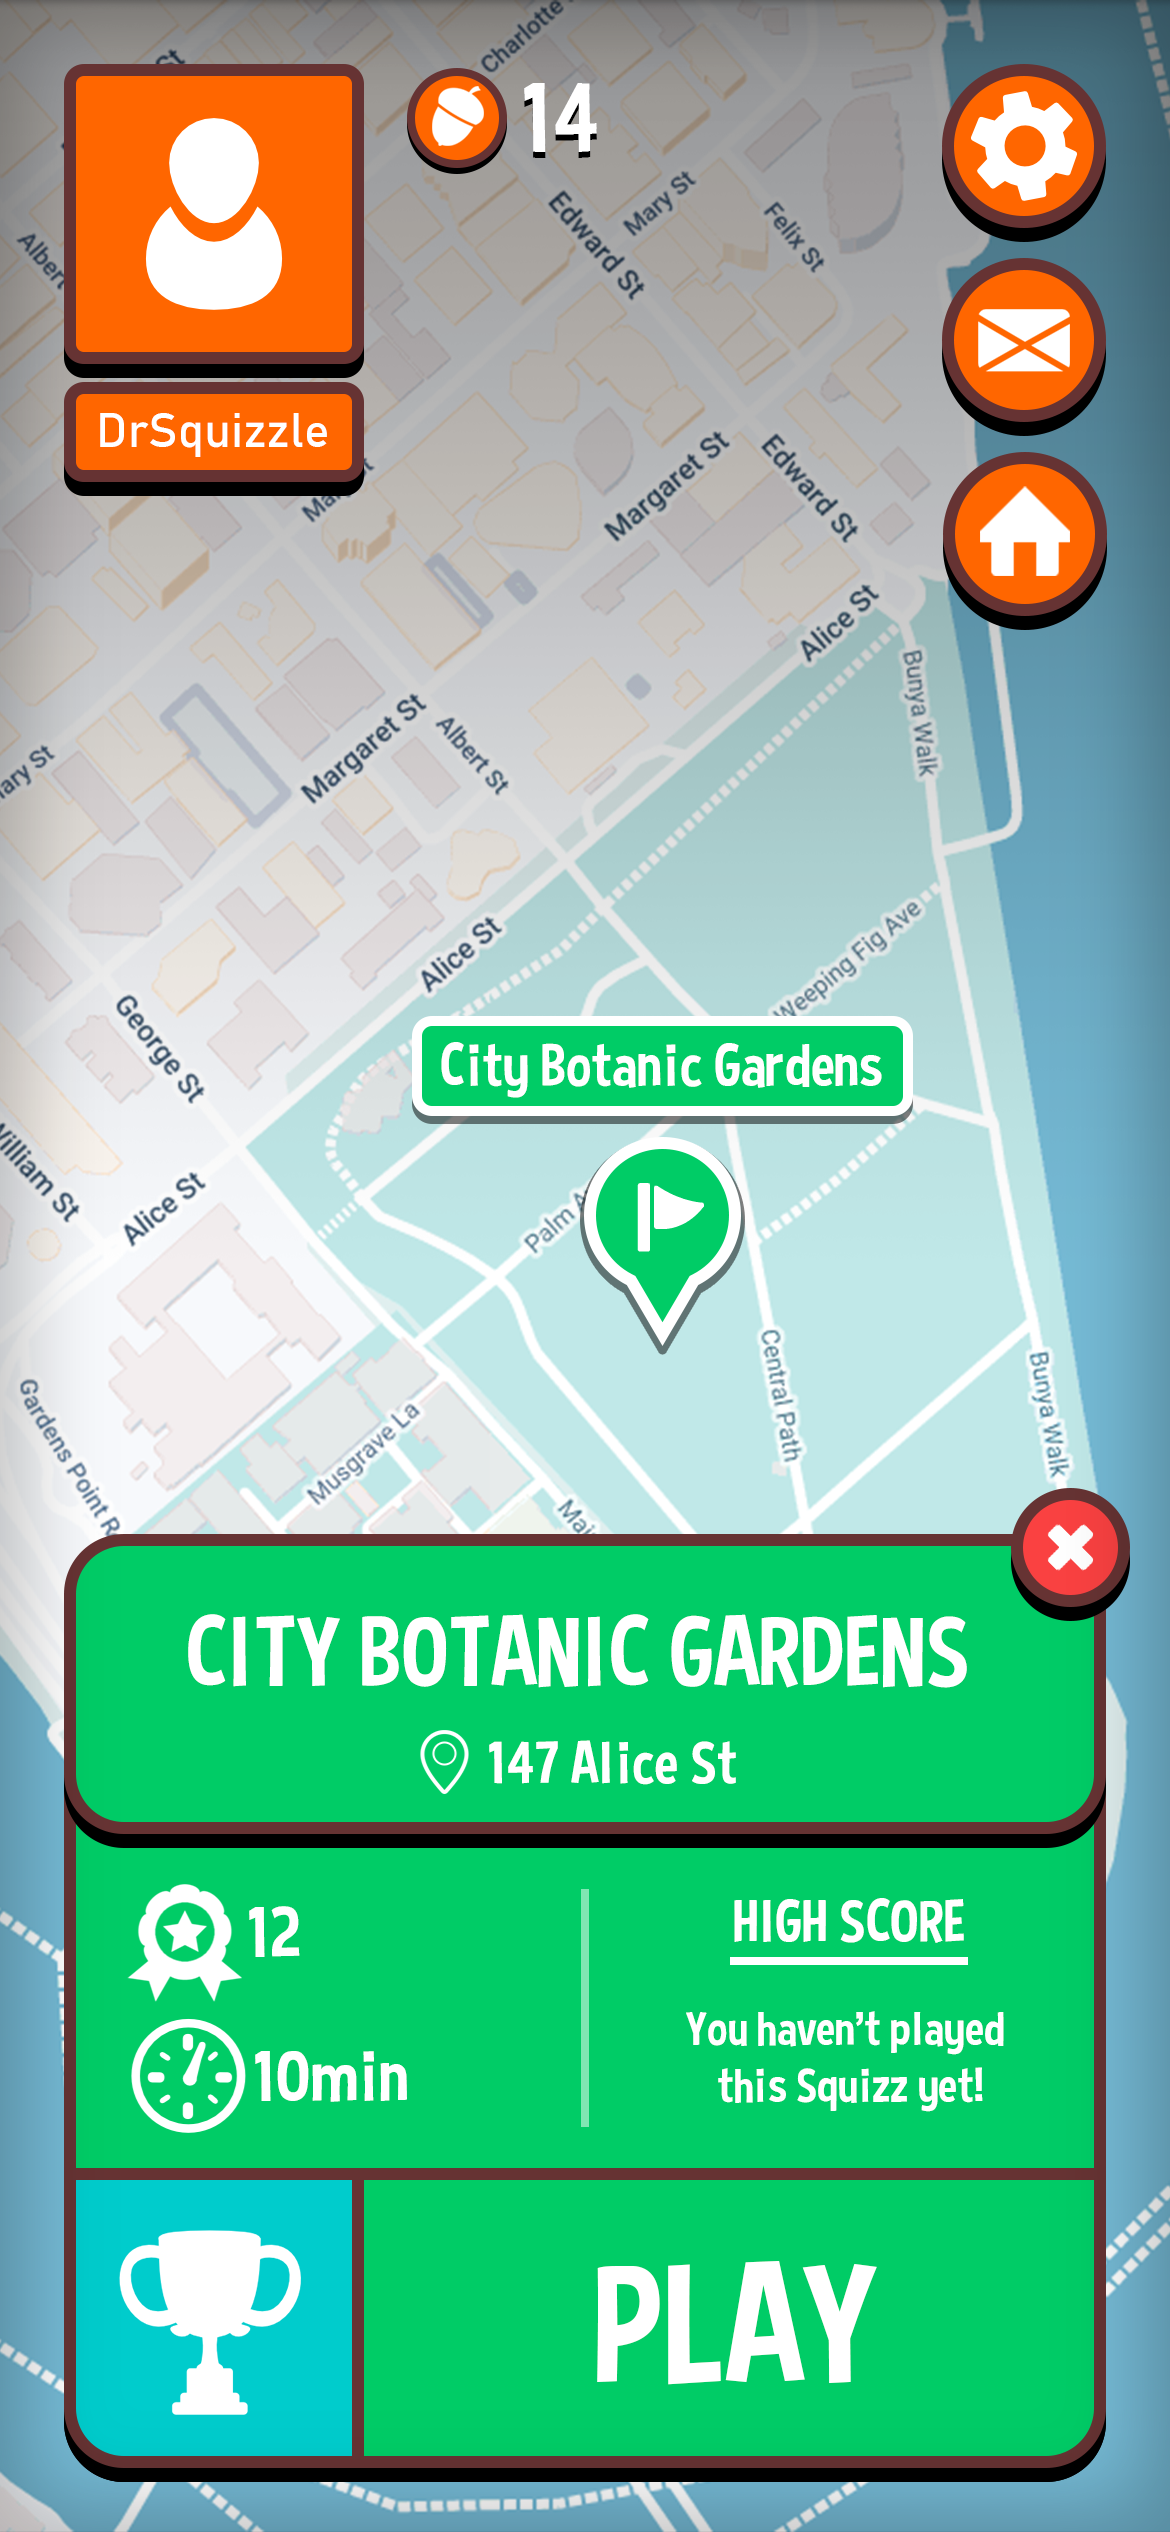 Charlotte
St
14
Mary St
Edward St
Felix St
Albert
DrSquizzle
Margaret St
Edward St
Alice St
Bunya Walk
Margaret St
Albert St
Alice St
Weeping Fig Ave
George St
City Botanic Gardens
William St
Alice St
Palm
Central Path
Bunya Walk
Gardens Point R
Musgrave La
CITY BOTANIC GARDENS
147 Alice St
12
HIGH SCORE
You haven't played
this Squizz yet!
10min
PLAY